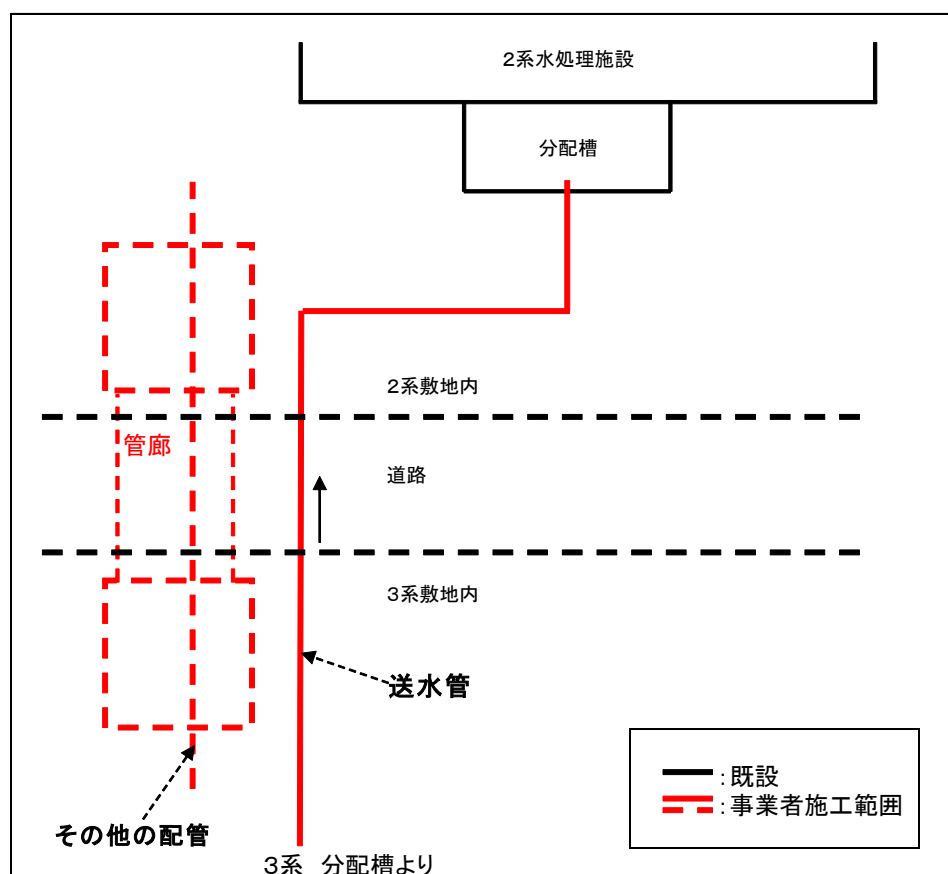 2系水処理施設
分配槽
2系敷地内
管廊
道路
3系敷地内
送水管
:既設
:事業者施工範囲
その他の配管
3系 分配槽より